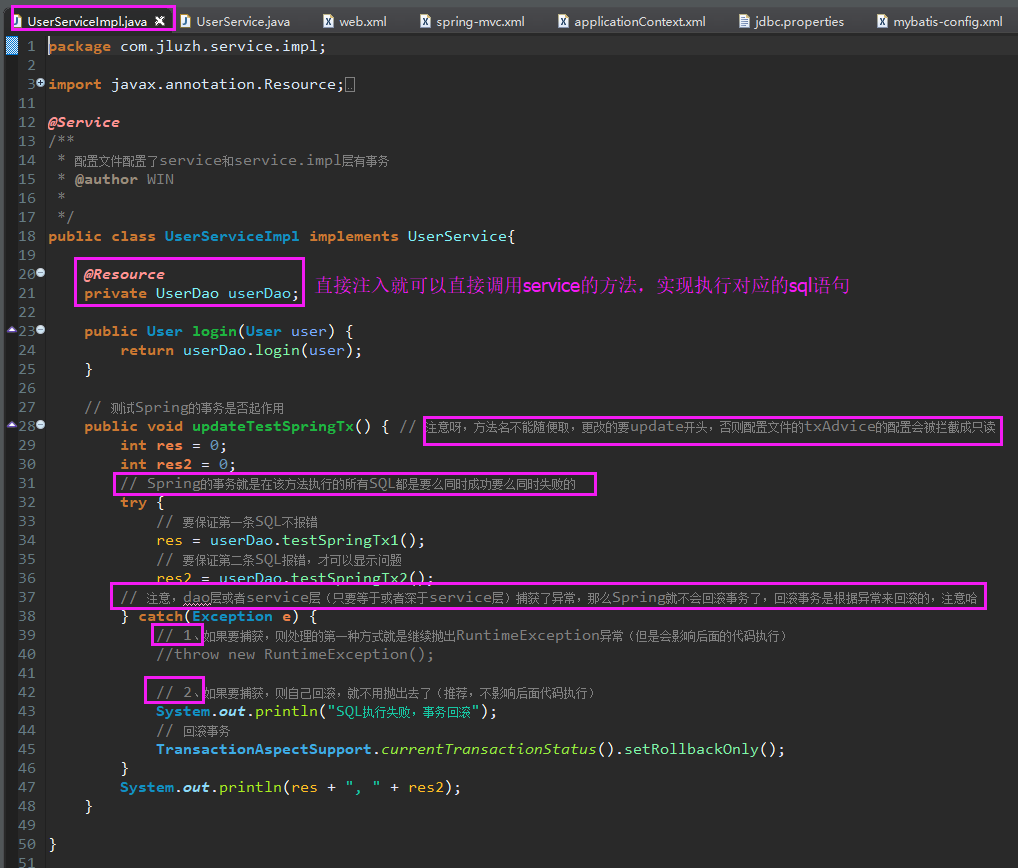 UserServiceImpl.java UserService.java web.xml spring-mvc.xml applicationContext.xml jdbc.properties mybatis-config.xml
1 package com.jluzh.service.impl;
2
3 import javax.annotation.Resource;
11
12 @Service
13 /**
14 * 配置文件配置了service和service.impl层有事务
15 * @author WIN
16 *
17 */
18 public class UserServiceImpl implements UserService{
19
20 @Resource
21 private UserDao userDao; 直接注入就可以直接调用service的方法，实现执行对应的sql语句
22
23 public User login(User user) {
24 return userDao.login(user);
25 }
26
27 // 测试Spring的事务是否起作用
28 public void updateTestSpringTx() { // 注意呀，方法名不能随便取，更改的要update开头，否则配置文件的txAdvice的配置会被拦截成只读
29 int res = 0;
30 int res2 = 0;
31 // Spring的事务就是在该方法执行的所有SQL都是要么同时成功要么同时失败的
32 try {
33 // 要保证第一条SQL不报错
34 res = userDao.testSpringTx1();
35 // 要保证第二条SQL报错，才可以显示问题
36 res2 = userDao.testSpringTx2();
37 // 注意，dao层或者service层（只要等于或者深于service层）捕获了异常，那么Spring就不会回滚事务了，回滚事务是根据异常来回滚的，注意哈
38 } catch(Exception e) {
39 // 1、如果要捕获，则处理的第一种方式就是继续抛出RuntimeException异常（但是会影响后面的代码执行）
40 //throw new RuntimeException();
41
42 // 2、如果要捕获，则自己回滚，就不用抛出去了（推荐，不影响后面代码执行）
43 System.out.println("SQL执行失败，事务回滚");
44 // 回滚事务
45 TransactionAspectSupport.currentTransactionStatus().setRollbackOnly();
46 }
47 System.out.println(res + ", " + res2);
48 }
49
50 }
51